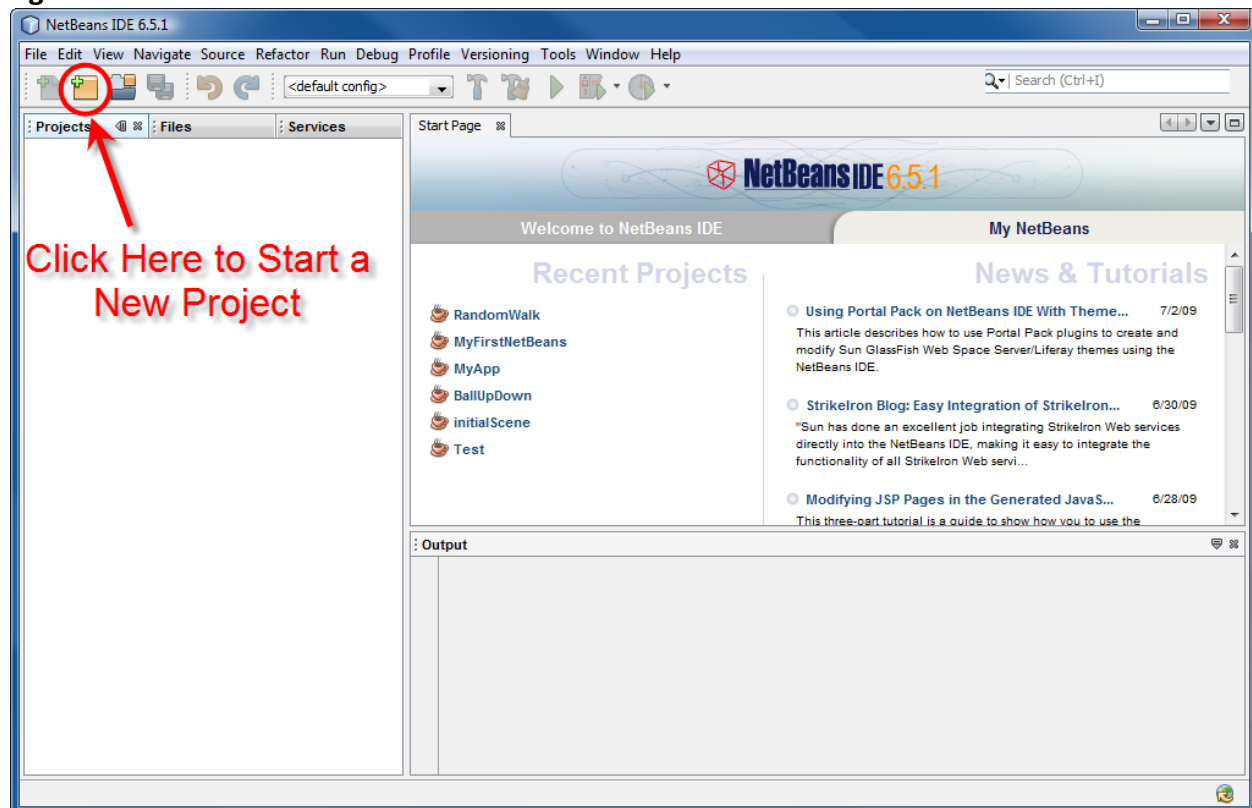 NetBeans IDE 6.5.1
File Edit View Navigate Source Refactor Run Debug Profile Versioning Tools Window Help
<default config>
Search (Ctrl+I)
Projects
Files
Services
Start Page
NetBeans IDE 6.5.1
Welcome to NetBeans IDE
My NetBeans
Click Here to Start a
New Project
Recent Projects
RandomWalk
MyFirstNetBeans
MyApp
BallUpDown
initialScene
Test
News & Tutorials
Using Portal Pack on NetBeans IDE With Theme... 7/2/09
This article describes how to use Portal Pack plugins to create and
modify Sun GlassFish Web Space Server/Liferay themes using the
NetBeans IDE.
StrikeIron Blog: Easy Integration of StrikeIron... 6/30/09
"Sun has done an excellent job integrating StrikeIron Web services
directly into the NetBeans IDE, making it easy to integrate the
functionality of all StrikeIron Web servi...
Modifying JSP Pages in the Generated JavaS... 6/28/09
This three-part tutorial is a guide to show how you to use the
Output